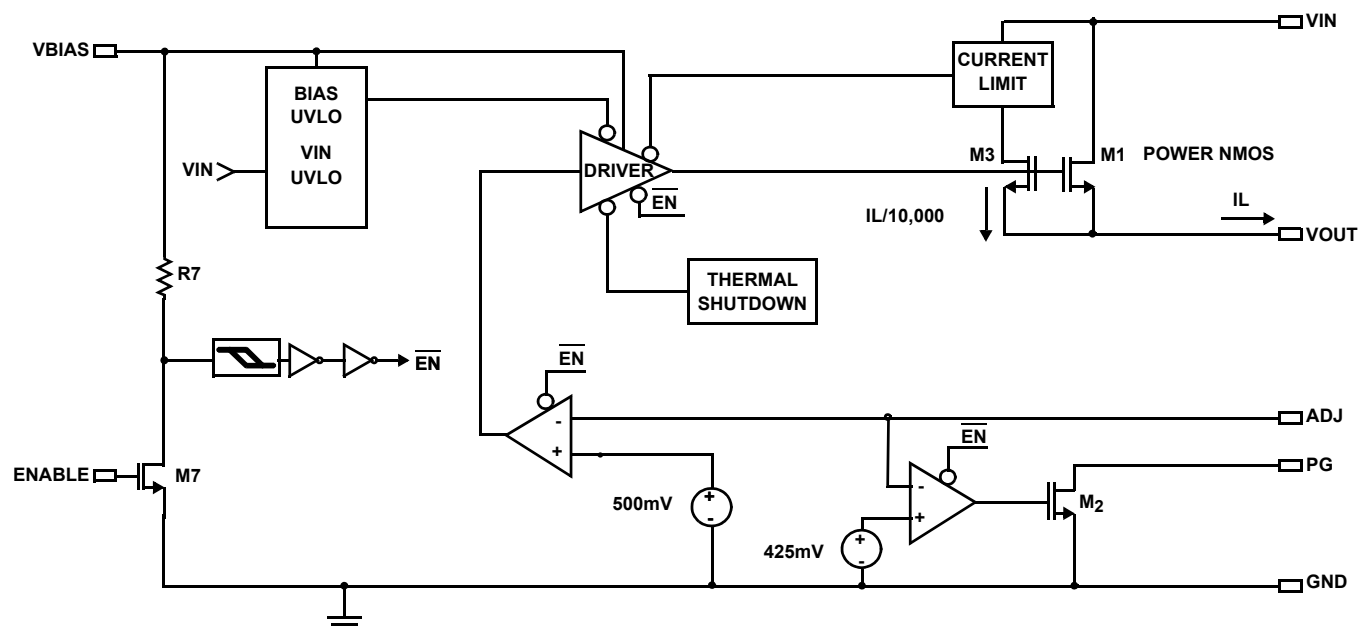 VIN
VBIAS
CURRENT
LIMIT
BIAS
UVLO
VIN
UVLO
VIN
DRIVER
EN
M3
M1
POWER NMOS
IL/10,000
IL
VOUT
R7
THERMAL
SHUTDOWN
EN
EN
-
+
ADJ
EN
PG
ENABLE
M7
500mV
+
-
-
+
M2
425mV
+
-
GND